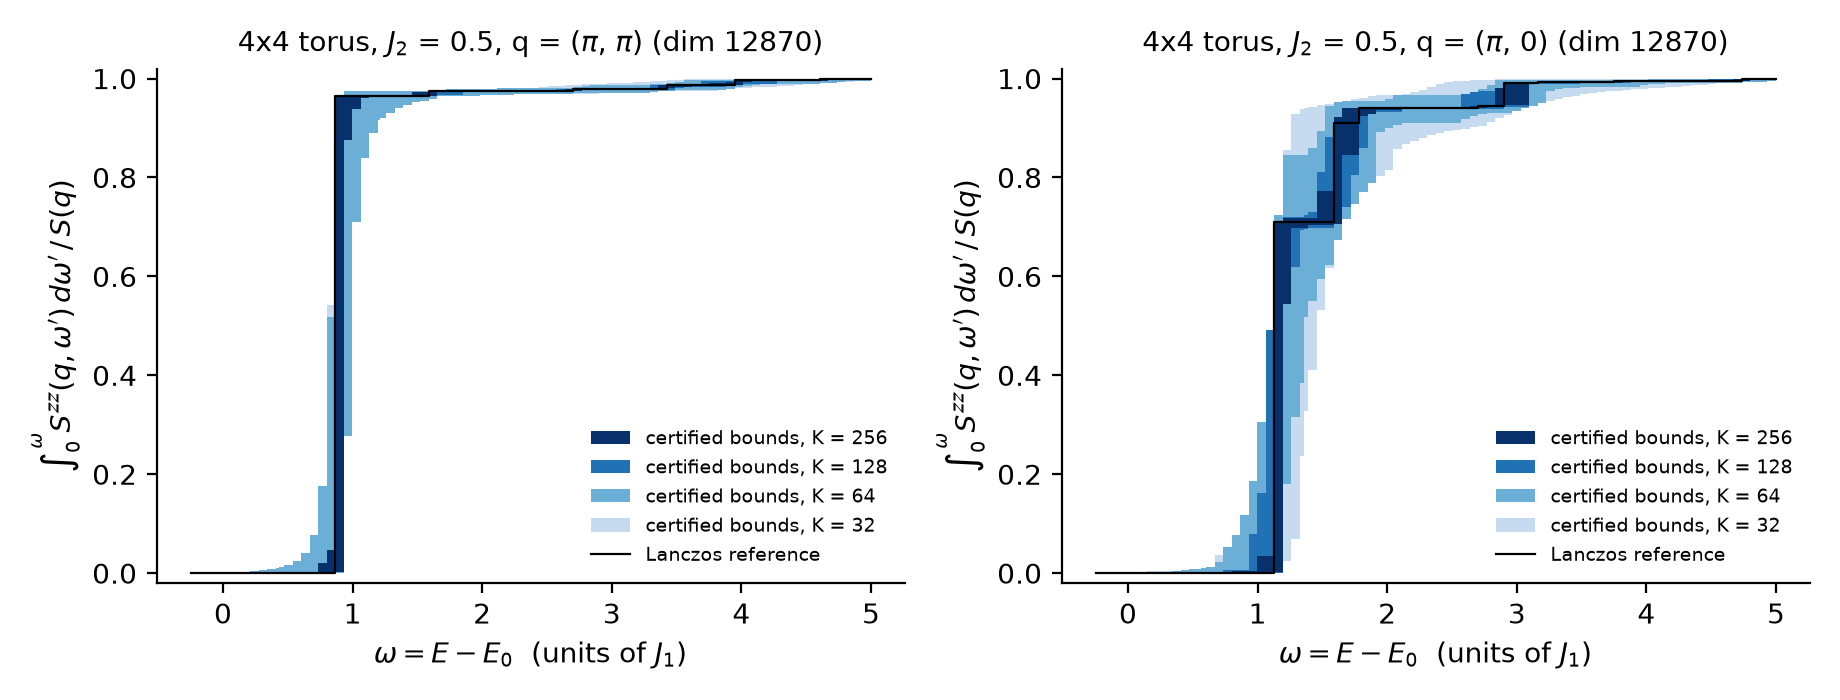 4x4 torus, J₂ = 0.5, q = (π, π) (dim 12870)
∫₀^ω S^{zz}(q, ω′) dω′ / S(q)
1.0
0.8
0.6
0.4
0.2
0.0
certified bounds, K = 256
certified bounds, K = 128
certified bounds, K = 64
certified bounds, K = 32
Lanczos reference
0 1 2 3 4 5
ω = E − E₀ (units of J₁)
4x4 torus, J₂ = 0.5, q = (π, 0) (dim 12870)
∫₀^ω S^{zz}(q, ω′) dω′ / S(q)
1.0
0.8
0.6
0.4
0.2
0.0
certified bounds, K = 256
certified bounds, K = 128
certified bounds, K = 64
certified bounds, K = 32
Lanczos reference
0 1 2 3 4 5
ω = E − E₀ (units of J₁)